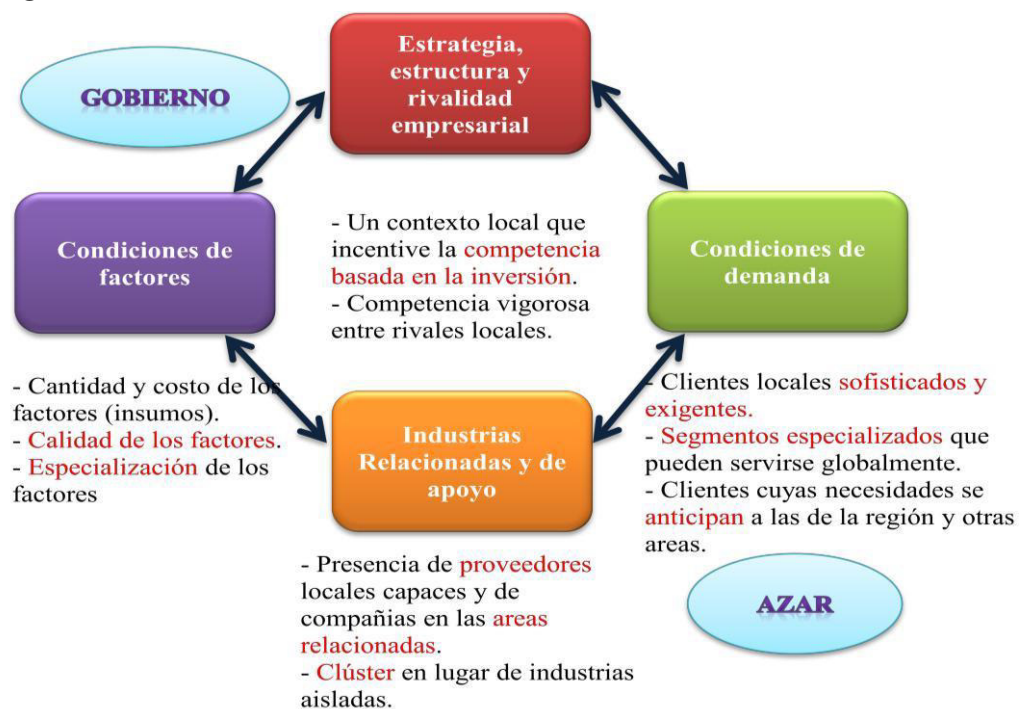 Estrategia,
estructura y
rivalidad
empresarial
GOBIERNO
Condiciones de
factores
- Un contexto local que
incentive la competencia
basada en la inversión.
- Competencia vigorosa
entre rivales locales.
Condiciones de
demanda
- Cantidad y costo de los
factores (insumos).
- Calidad de los factores.
- Especialización de los
factores
Industrias
Relacionadas y de
apoyo
- Clientes locales sofisticados y
exigentes.
- Segmentos especializados que
pueden servirse globalmente.
- Clientes cuyas necesidades se
anticipan a las de la región y otras
areas.
- Presencia de proveedores
locales capaces y de
compañias en las areas
relacionadas.
- Clúster en lugar de industrias
aisladas.
AZAR